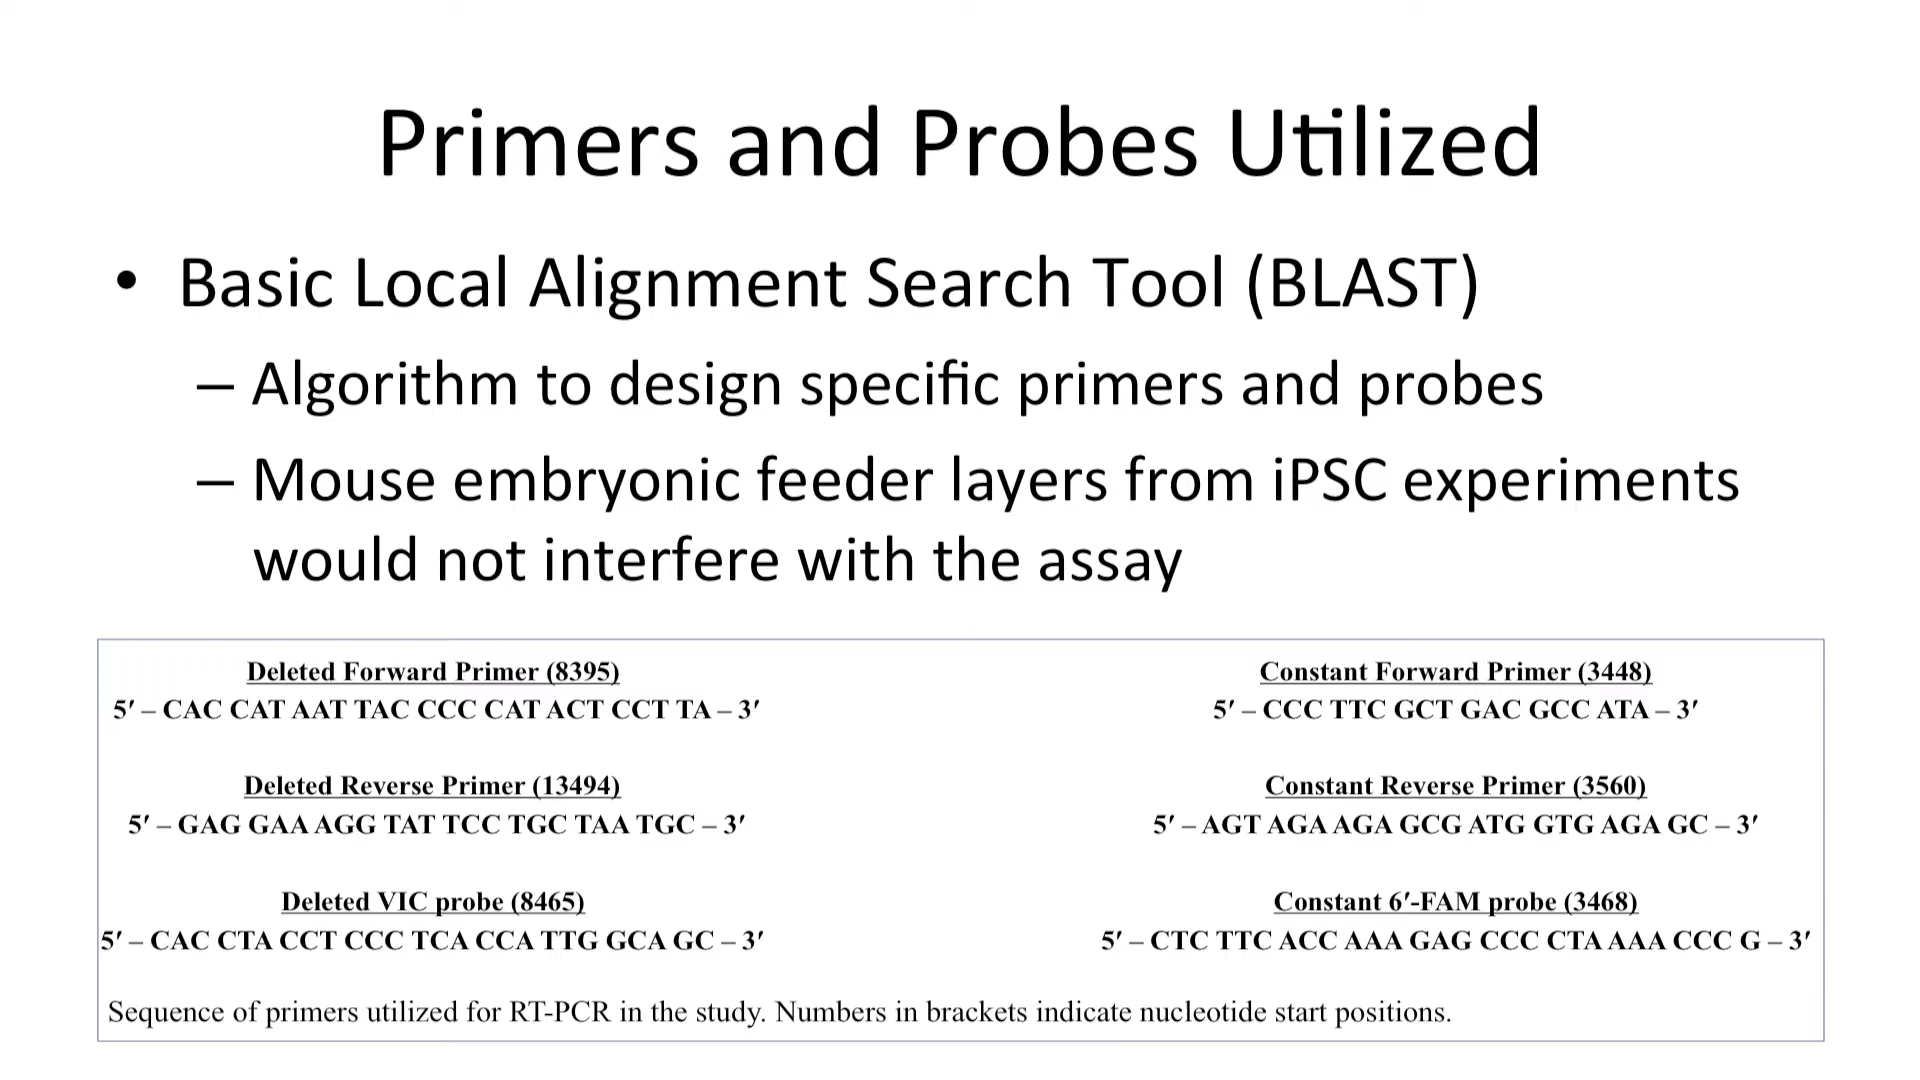 Primers and Probes Utilized
• Basic Local Alignment Search Tool (BLAST)
– Algorithm to design specific primers and probes
– Mouse embryonic feeder layers from iPSC experiments
would not interfere with the assay
Deleted Forward Primer (8395)
5′ – CAC CAT AAT TAC CCC CAT ACT CCT TA – 3′
Deleted Reverse Primer (13494)
5′ – GAG GAA AGG TAT TCC TGC TAA TGC – 3′
Deleted VIC probe (8465)
5′ – CAC CTA CCT CCC TCA CCA TTG GCA GC – 3′
Constant Forward Primer (3448)
5′ – CCC TTC GCT GAC GCC ATA – 3′
Constant Reverse Primer (3560)
5′ – AGT AGA AGA GCG ATG GTG AGA GC – 3′
Constant 6′-FAM probe (3468)
5′ – CTC TTC ACC AAA GAG CCC CTA AAA CCC G – 3′
Sequence of primers utilized for RT-PCR in the study. Numbers in brackets indicate nucleotide start positions.